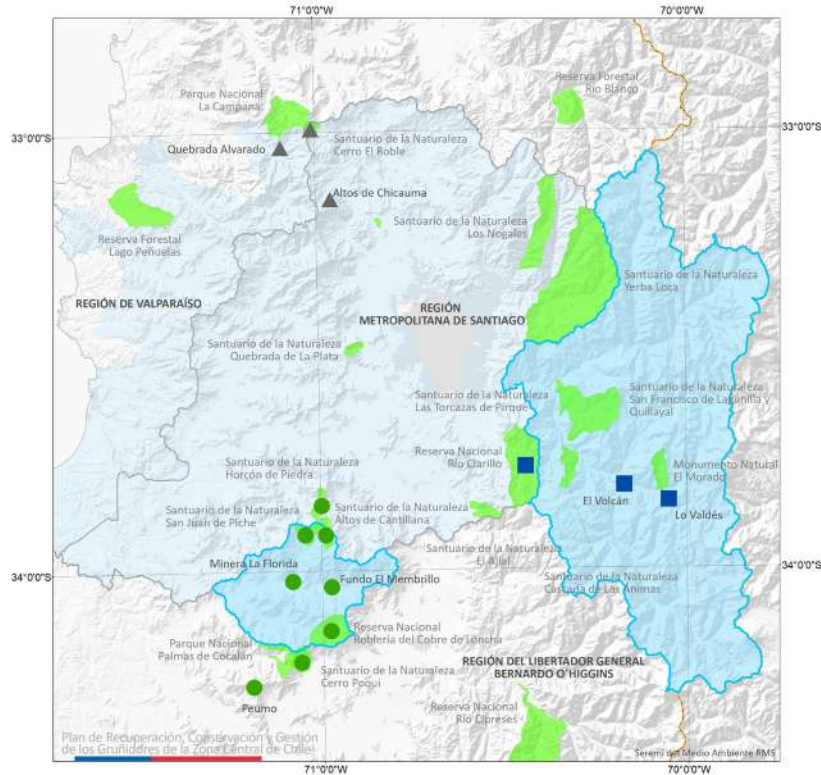 71°0'0"W
70°0'0"W
Reserva Forestal
Río Blanco
Parque Nacional
La Campana
33°0'0"S
33°0'0"S
Quebrada Alvarado
Santuario de la Naturaleza
Cerro El Roble
Altos de Chicauma
Santuario de la Naturaleza
Los Nogales
Reserva Forestal
Lago Peñuelas
Santuario de la Naturaleza
Yerba Loca
REGIÓN DE VALPARAÍSO
REGIÓN
METROPOLITANA DE SANTIAGO
Santuario de la Naturaleza
Quebrada de La Plata
Santuario de la Naturaleza
Las Torcazas de Pirque
Santuario de la Naturaleza
San Francisco de Lagunilla y
Quillayal
Reserva Nacional
Río Clarillo
Monumento Natural
El Morado
Santuario de la Naturaleza
Horcón de Piedra
El Volcán
Lo Valdés
Santuario de la Naturaleza
San Juan de Piche
Santuario de la Naturaleza
Altos de Cantillana
Santuario de la Naturaleza
El Ajial
Minera La Florida
Fundo El Membrillo
34°0'0"S
34°0'0"S
Santuario de la Naturaleza
Cascada de Las Ánimas
Reserva Nacional
Roblería del Cobre de Loncha
Parque Nacional
Palmas de Cocalán
Santuario de la Naturaleza
Cerro Poqui
REGIÓN DEL LIBERTADOR GENERAL
BERNARDO O'HIGGINS
Peumo
Reserva Nacional
Río Cipreses
Plan de Recuperación, Conservación y Gestión
de los Gruñidores de la Zona Central de Chile
Seremi del Medio Ambiente RMS
71°0'0"W
70°0'0"W